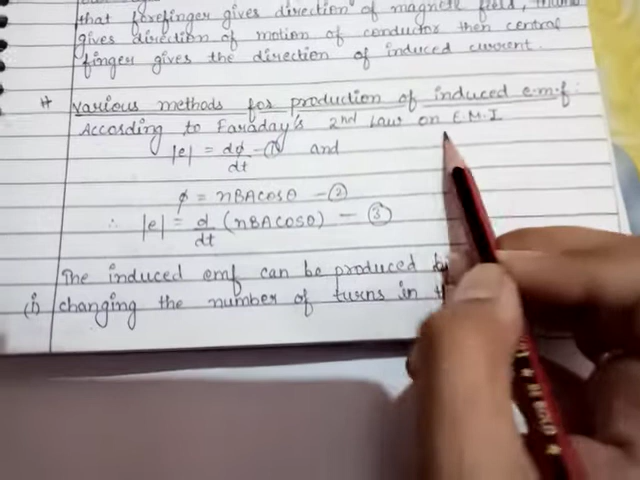 that forefinger gives direction of magnetic field, thumb
gives direction of motion of conductor then central
finger gives the direction of induced current.
* various methods for production of induced e.m.f:
According to Faraday's 2nd law on E.M.I
|e| = dϕ/dt - ① and
ϕ = nBAcosθ - ②
∴ |e| = d/dt (nBAcosθ) - ③
The induced emf can be produced by
(i) changing the number of turns in